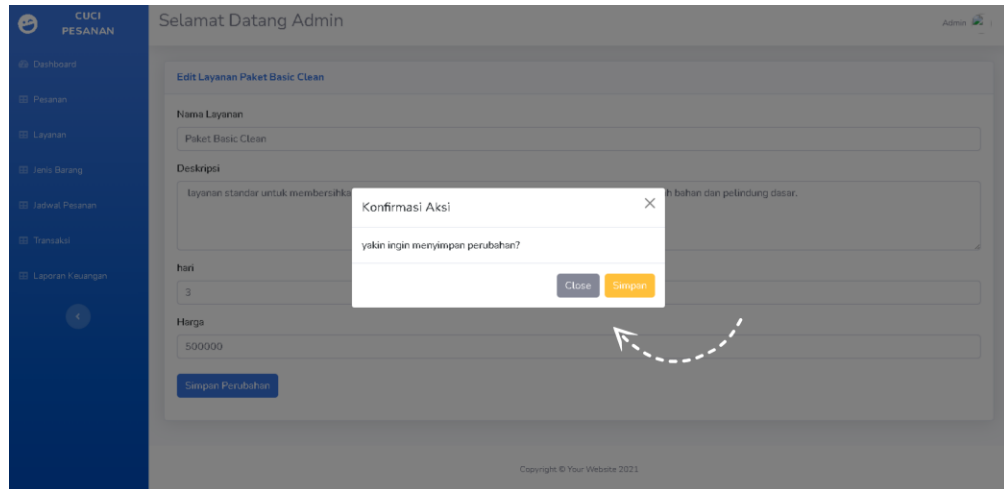 CUCI
PESANAN
Selamat Datang Admin
Admin
Dashboard
Pesanan
Layanan
Jenis Barang
Jadwal Pesanan
Transaksi
Laporan Keuangan
Edit Layanan Paket Basic Clean
Nama Layanan
Paket Basic Clean
Deskripsi
layanan standar untuk membersihka
h bahan dan pelindung dasar.
Konfirmasi Aksi
yakin ingin menyimpan perubahan?
Close Simpan
hari
3
Harga
500000
Simpan Perubahan
Copyright © Your Website 2021